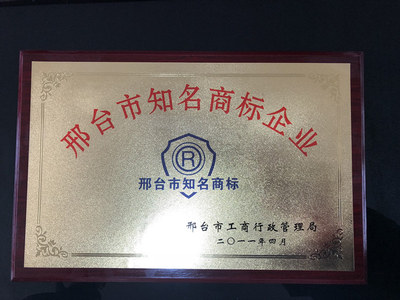 邢台市知名商标企业
R
邢台市知名商标
邢台市工商行政管理局
二〇一一年四月